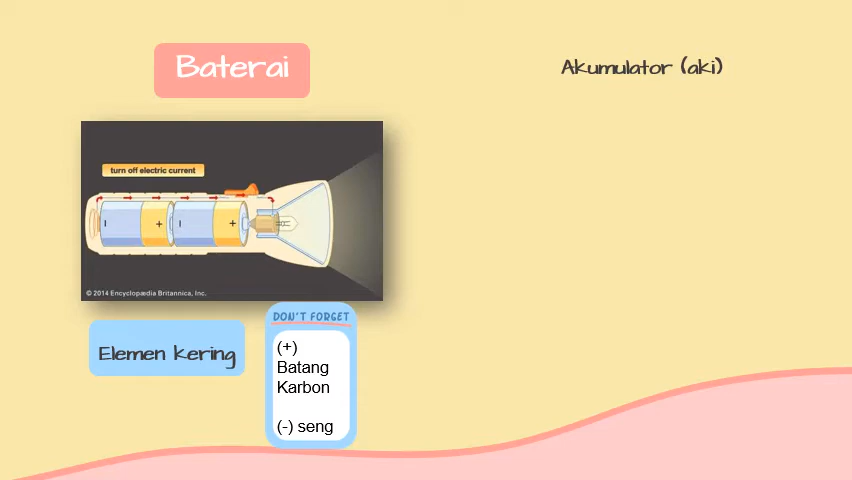 Baterai
Akumulator (aki)
turn off electric current
- + - +
© 2014 Encyclopædia Britannica, Inc.
Elemen kering
DON'T FORGET
(+)
Batang
Karbon
(-) seng